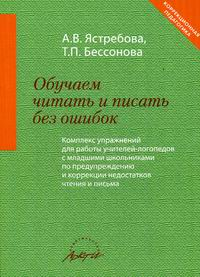 КОРРЕКЦИОННАЯ
ПЕДАГОГИКА
А.В. Ястребова,
Т.П. Бессонова
Обучаем
читать и писать
без ошибок
Комплекс упражнений
для работы учителей-логопедов
с младшими школьниками
по предупреждению
и коррекции недостатков
чтения и письма
АРКТИ